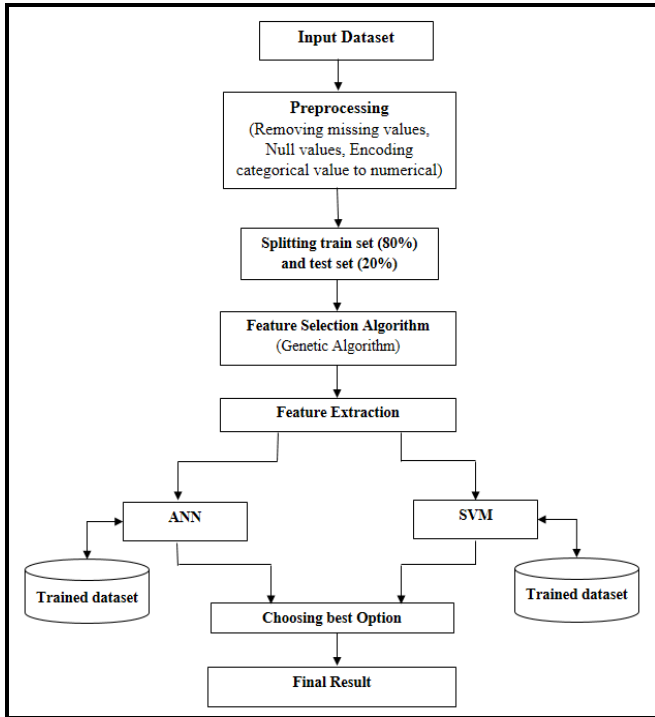 Input Dataset
Preprocessing
(Removing missing values,
Null values, Encoding
categorical value to numerical)
Splitting train set (80%)
and test set (20%)
Feature Selection Algorithm
(Genetic Algorithm)
Feature Extraction
ANN
SVM
Trained dataset
Trained dataset
Choosing best Option
Final Result